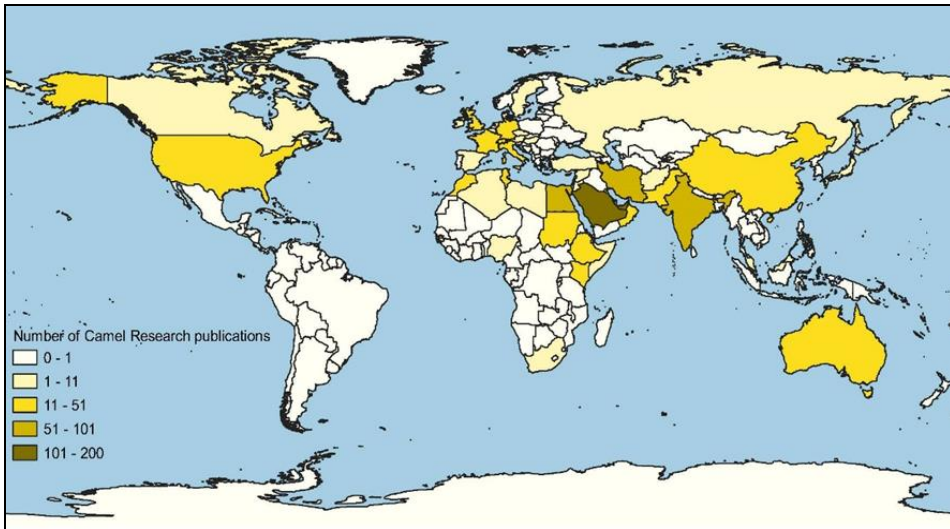 Number of Camel Research publications
0 - 1
1 - 11
11 - 51
51 - 101
101 - 200